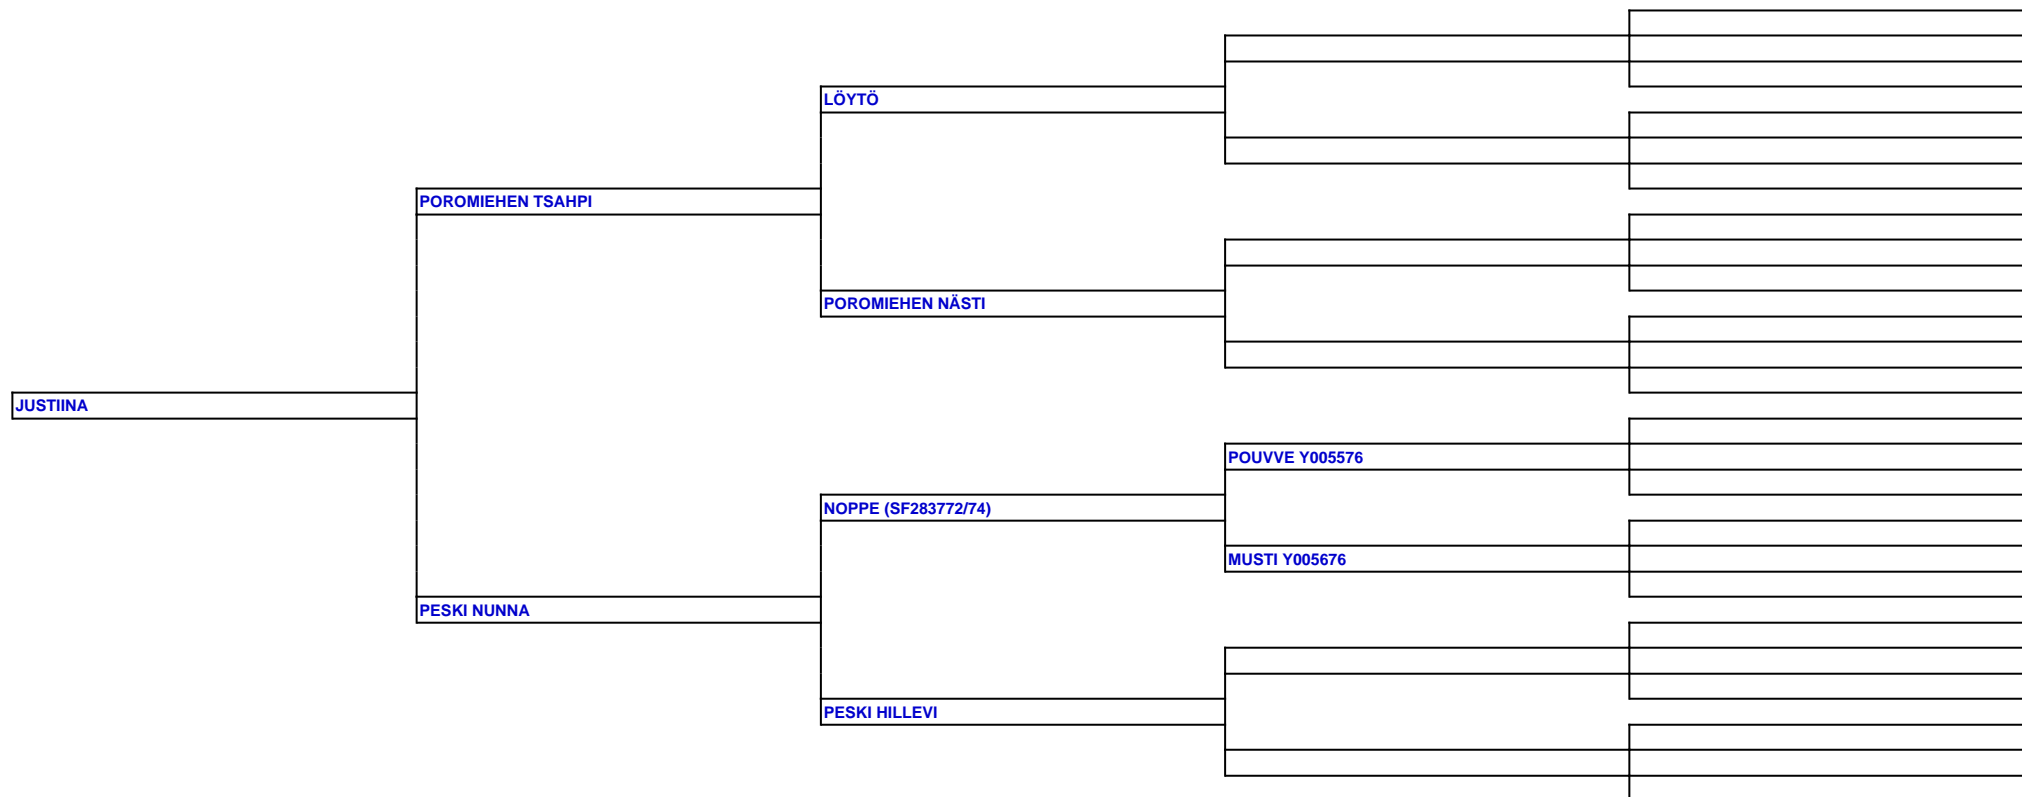 LÖYTÖ
POROMIEHEN TSAHPI
POROMIEHEN NÄSTI
JUSTIINA
POUVVE Y005576
NOPPE (SF283772/74)
MUSTI Y005676
PESKI NUNNA
PESKI HILLEVI